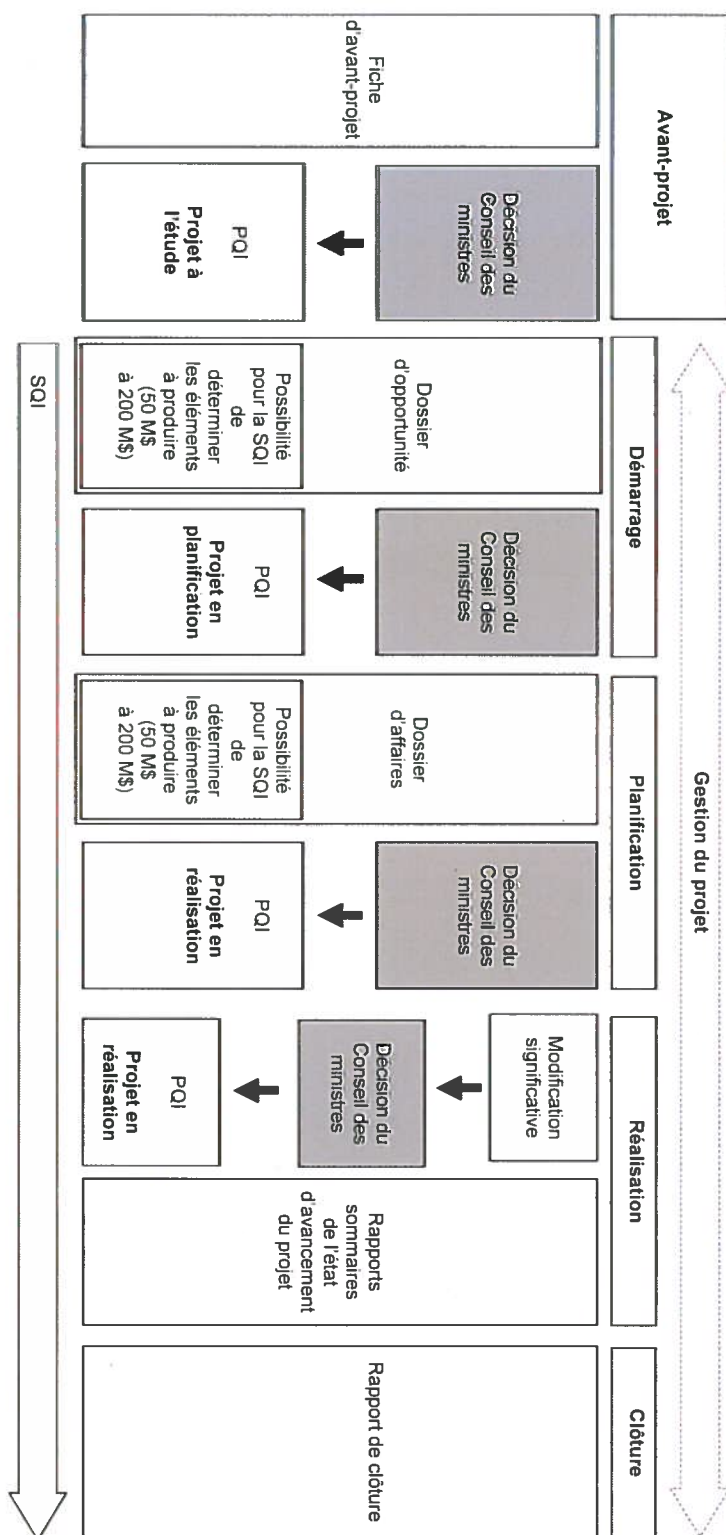 Gestion du projet
Avant-projet
Démarrage
Planification
Réalisation
Clôture
Fiche
d'avant-projet
Décision du
Conseil des
ministres
PQI
Projet à
l'étude
Dossier
d'opportunité
Possibilité
pour la SQI
de
déterminer
les éléments
à produire
(50 M$
à 200 M$)
Décision du
Conseil des
ministres
PQI
Projet en
planification
Dossier
d'affaires
Possibilité
pour la SQI
de
déterminer
les éléments
à produire
(50 M$
à 200 M$)
Décision du
Conseil des
ministres
PQI
Projet en
réalisation
Modification
significative
Décision du
Conseil des
ministres
PQI
Projet en
réalisation
Rapports
sommaires
de l'état
d'avancement
du projet
Rapport de clôture
SQI